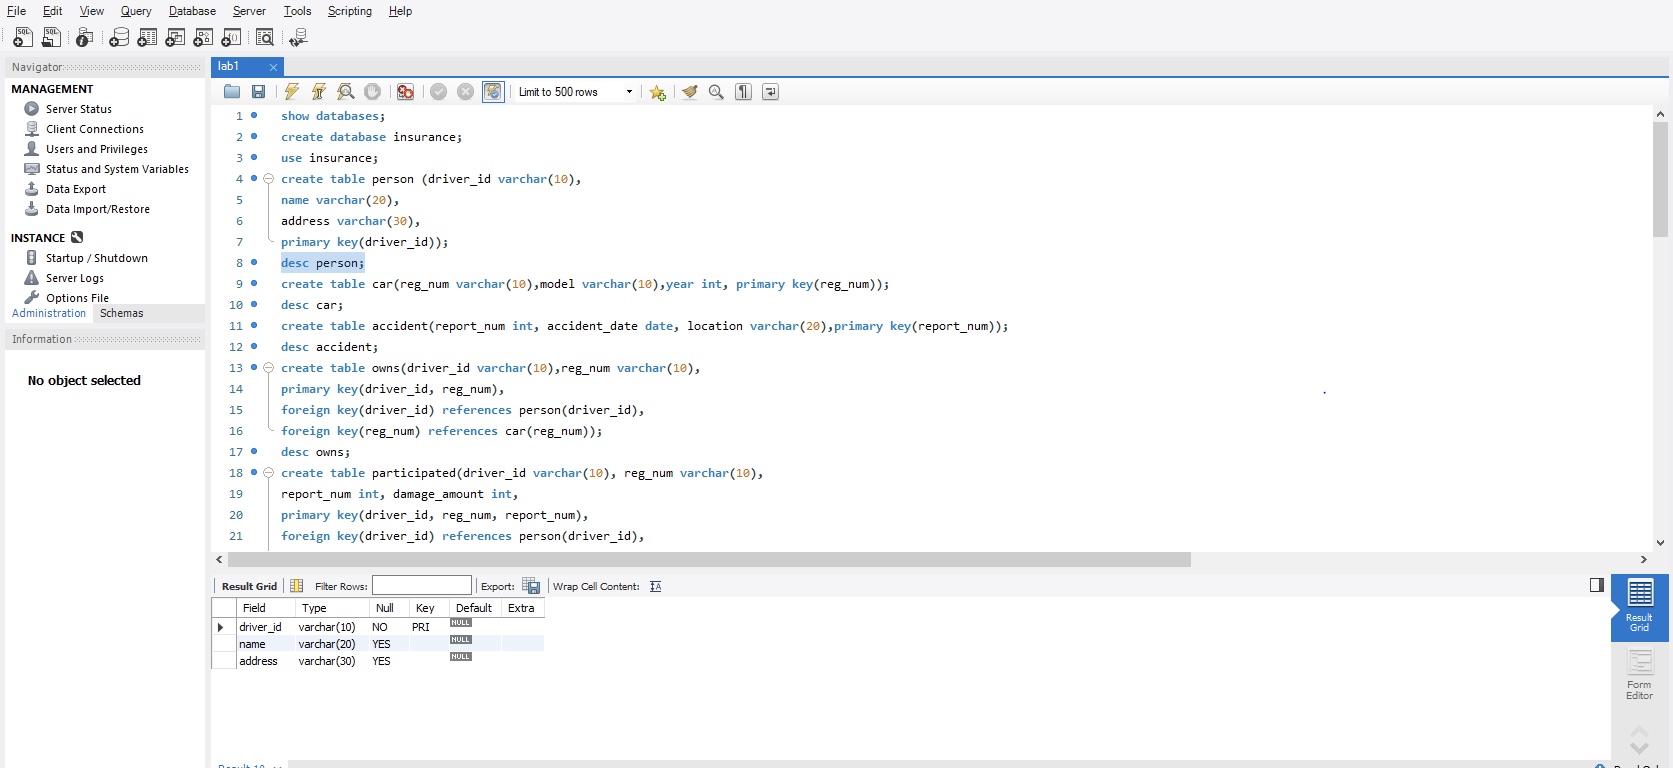 File Edit View Query Database Server Tools Scripting Help
Navigator
MANAGEMENT
Server Status
Client Connections
Users and Privileges
Status and System Variables
Data Export
Data Import/Restore
INSTANCE
Startup / Shutdown
Server Logs
Options File
Administration Schemas
Information
No object selected
lab1
Limit to 500 rows
1 show databases;
2 create database insurance;
3 use insurance;
4 create table person (driver_id varchar(10),
5 name varchar(20),
6 address varchar(30),
7 primary key(driver_id));
8 desc person;
9 create table car(reg_num varchar(10),model varchar(10),year int, primary key(reg_num));
10 desc car;
11 create table accident(report_num int, accident_date date, location varchar(20),primary key(report_num));
12 desc accident;
13 create table owns(driver_id varchar(10),reg_num varchar(10),
14 primary key(driver_id, reg_num),
15 foreign key(driver_id) references person(driver_id),
16 foreign key(reg_num) references car(reg_num));
17 desc owns;
18 create table participated(driver_id varchar(10), reg_num varchar(10),
19 report_num int, damage_amount int,
20 primary key(driver_id, reg_num, report_num),
21 foreign key(driver_id) references person(driver_id),
Result Grid Filter Rows: Export: Wrap Cell Content:
Field Type Null Key Default Extra
driver_id varchar(10) NO PRI NULL
name varchar(20) YES NULL
address varchar(30) YES NULL
Result
Grid
Form
Editor